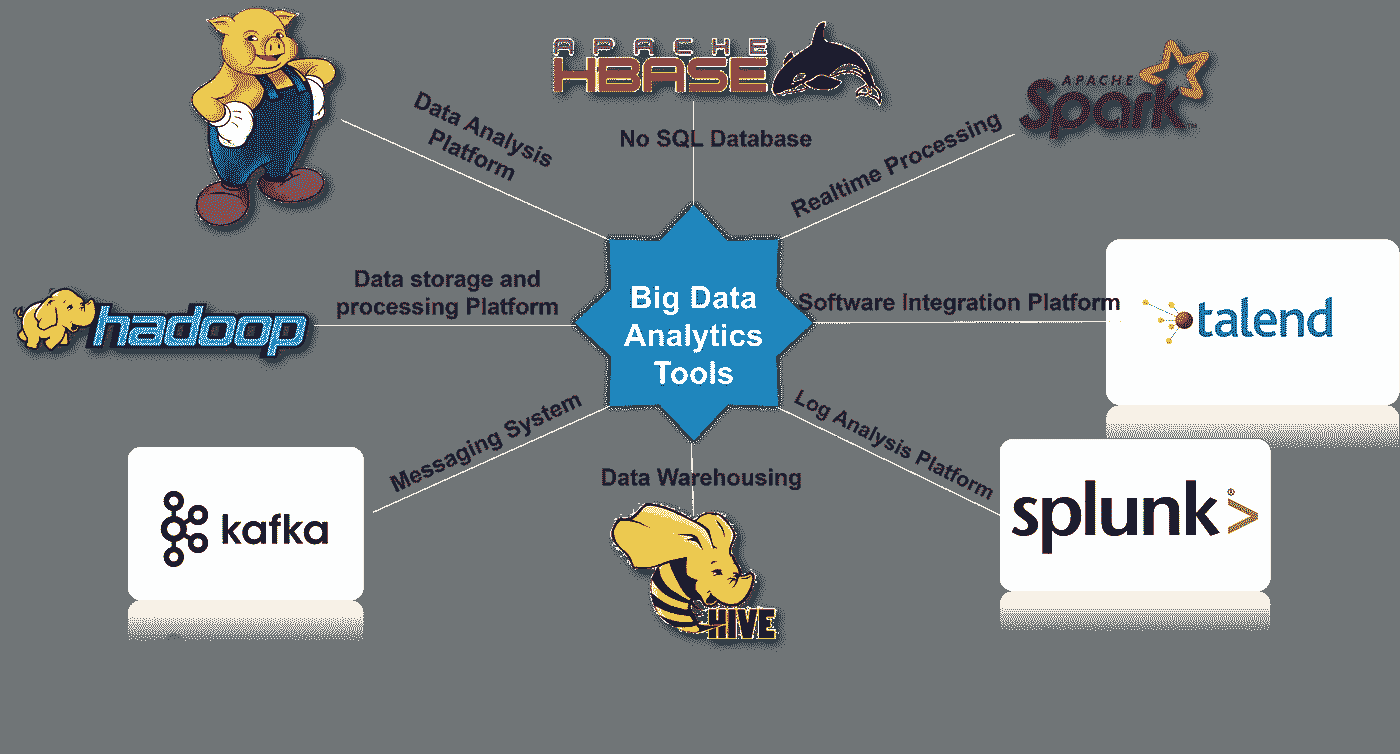 APACHE
HBASE
APACHE
Spark
Data Analysis
Platform
No SQL Database
Realtime Processing
hadoop
Data storage and
processing Platform
Big Data
Analytics
Tools
Software Integration Platform
talend
Messaging System
Log Analysis Platform
Data Warehousing
kafka
HIVE
splunk>